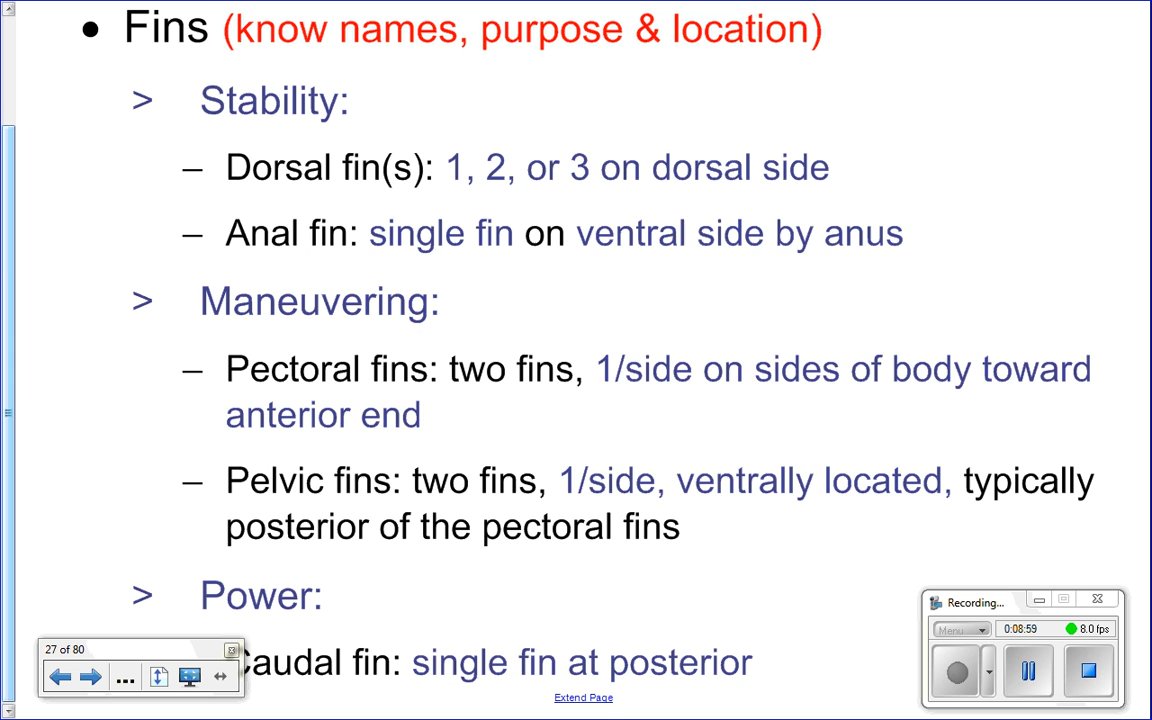 • Fins (know names, purpose & location)
> Stability:
– Dorsal fin(s): 1, 2, or 3 on dorsal side
– Anal fin: single fin on ventral side by anus
> Maneuvering:
– Pectoral fins: two fins, 1/side on sides of body toward
anterior end
– Pelvic fins: two fins, 1/side, ventrally located, typically
posterior of the pectoral fins
> Power:
Caudal fin: single fin at posterior
Extend Page
27 of 80
...
Recording...
Menu
0:08:59
8.0 fps